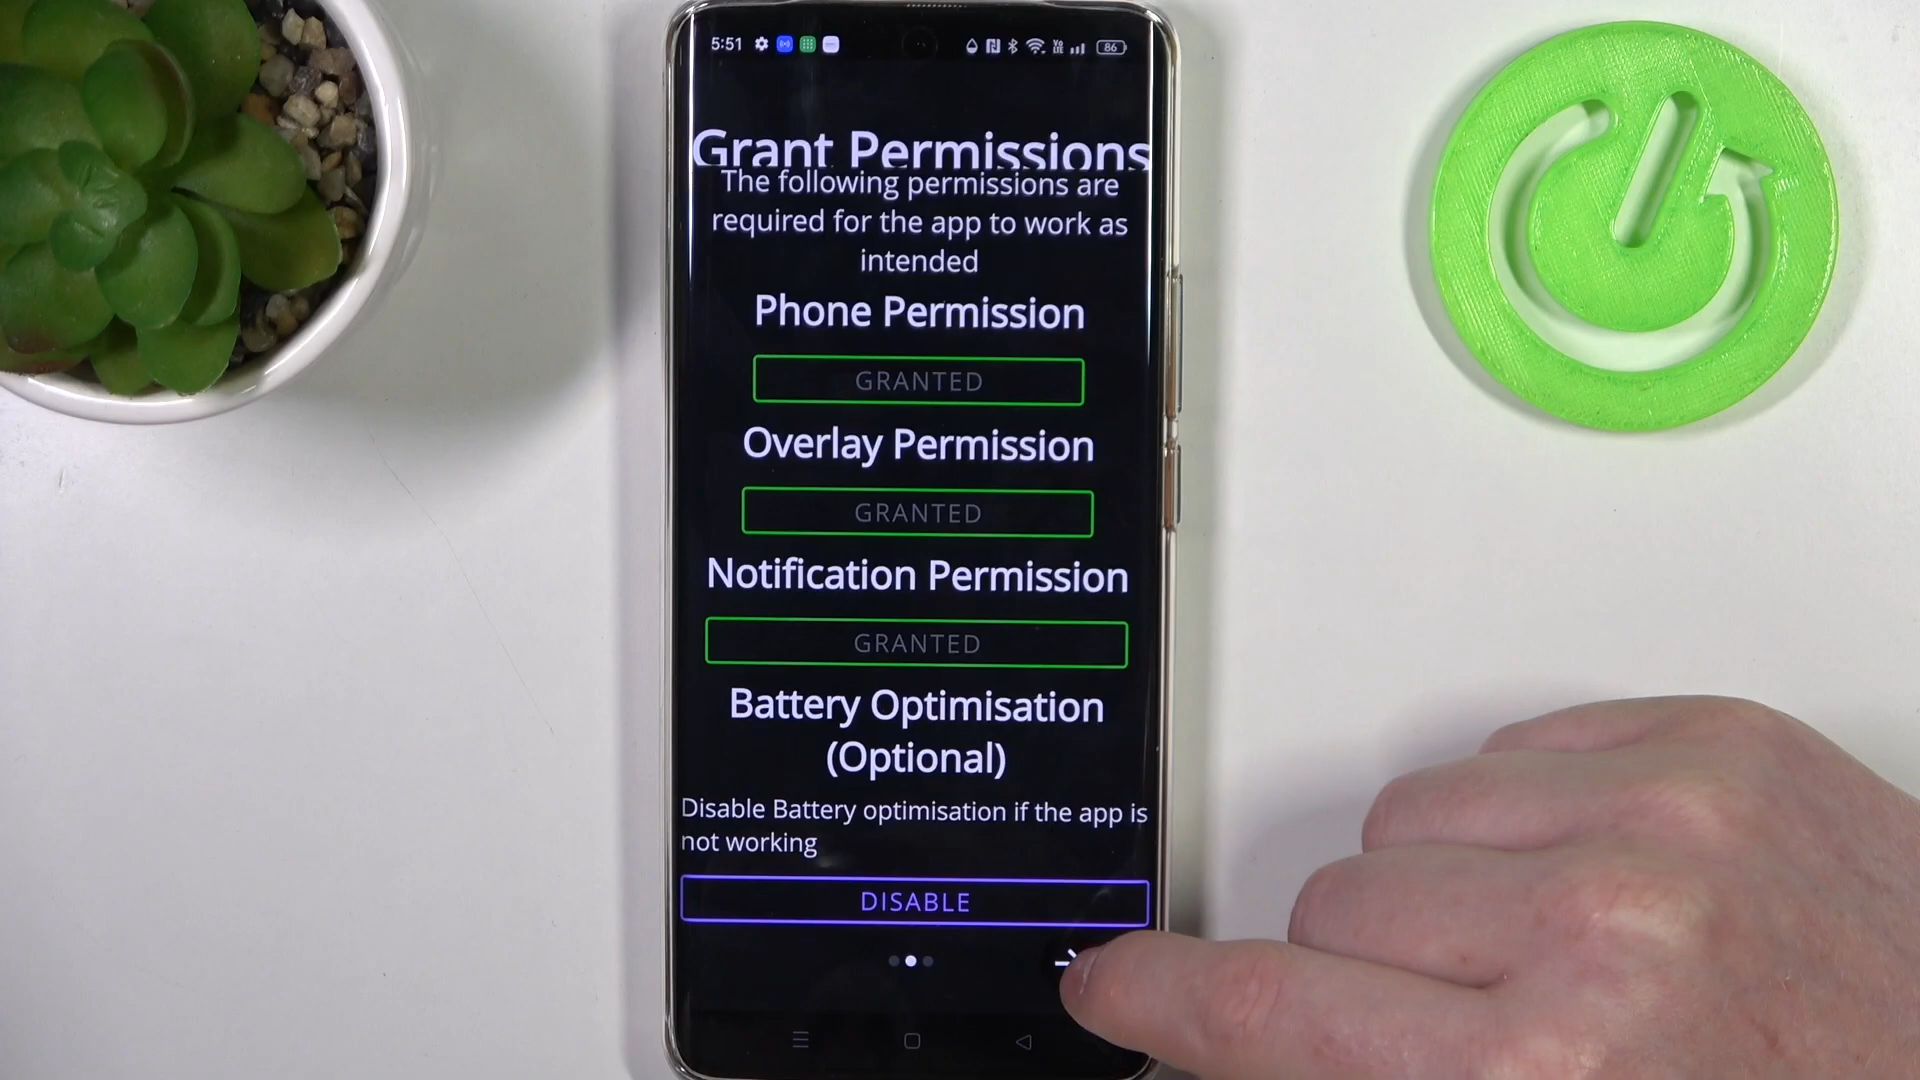 5:51
VoLTE 86
Grant Permissions
The following permissions are
required for the app to work as
intended
Phone Permission
GRANTED
Overlay Permission
GRANTED
Notification Permission
GRANTED
Battery Optimisation
(Optional)
Disable Battery optimisation if the app is
not working
DISABLE